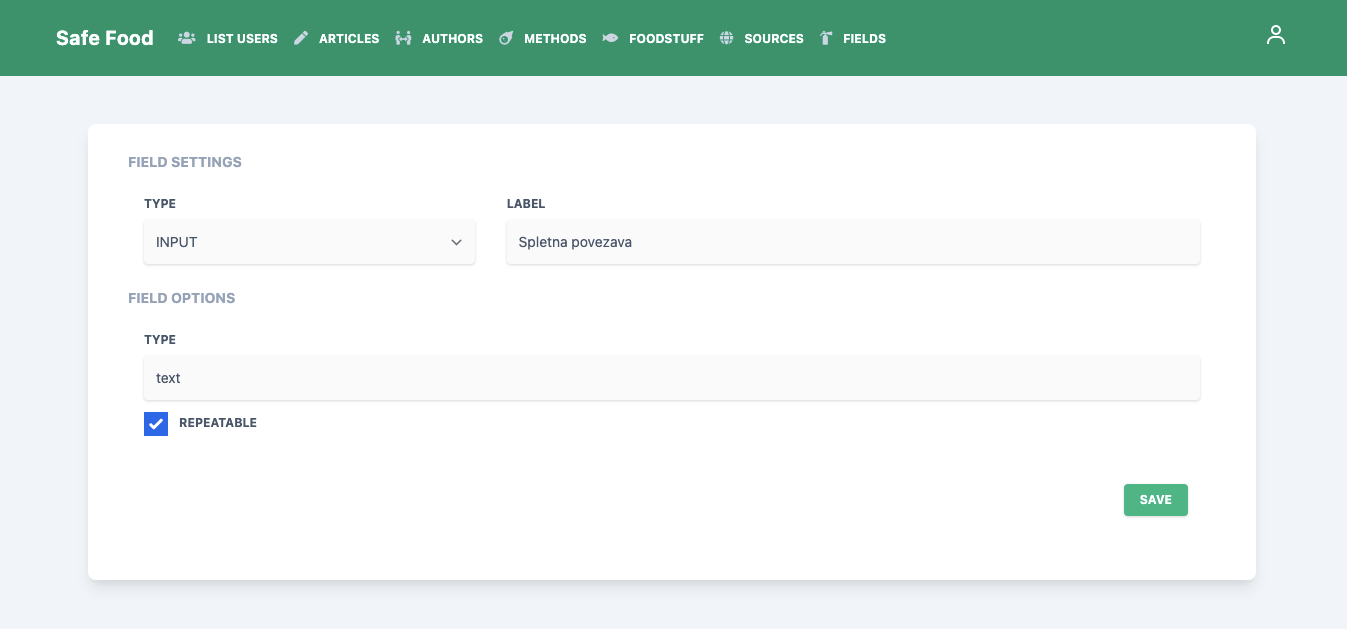 Safe Food LIST USERS ARTICLES AUTHORS METHODS FOODSTUFF SOURCES FIELDS
FIELD SETTINGS
TYPE LABEL
INPUT Spletna povezava
FIELD OPTIONS
TYPE
text
REPEATABLE
SAVE